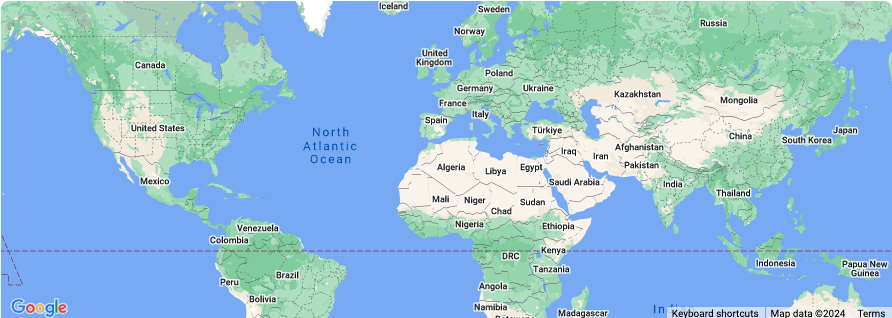 Iceland
Sweden
Russia
Norway
United
Kingdom
Canada
Poland
Germany
Ukraine
Kazakhstan
Mongolia
France
Italy
Spain
Türkiye
United States
North
Atlantic
Ocean
China
Japan
South Korea
Iraq
Iran
Afghanistan
Pakistan
Algeria
Libya
Egypt
Saudi Arabia
India
Mexico
Thailand
Mali
Niger
Chad
Sudan
Nigeria
Ethiopia
Venezuela
Colombia
Kenya
DRC
Tanzania
Indonesia
Papua New
Guinea
Brazil
Peru
Angola
Bolivia
Namibia
Madagascar
Google
Keyboard shortcuts
Map data ©2024
Terms